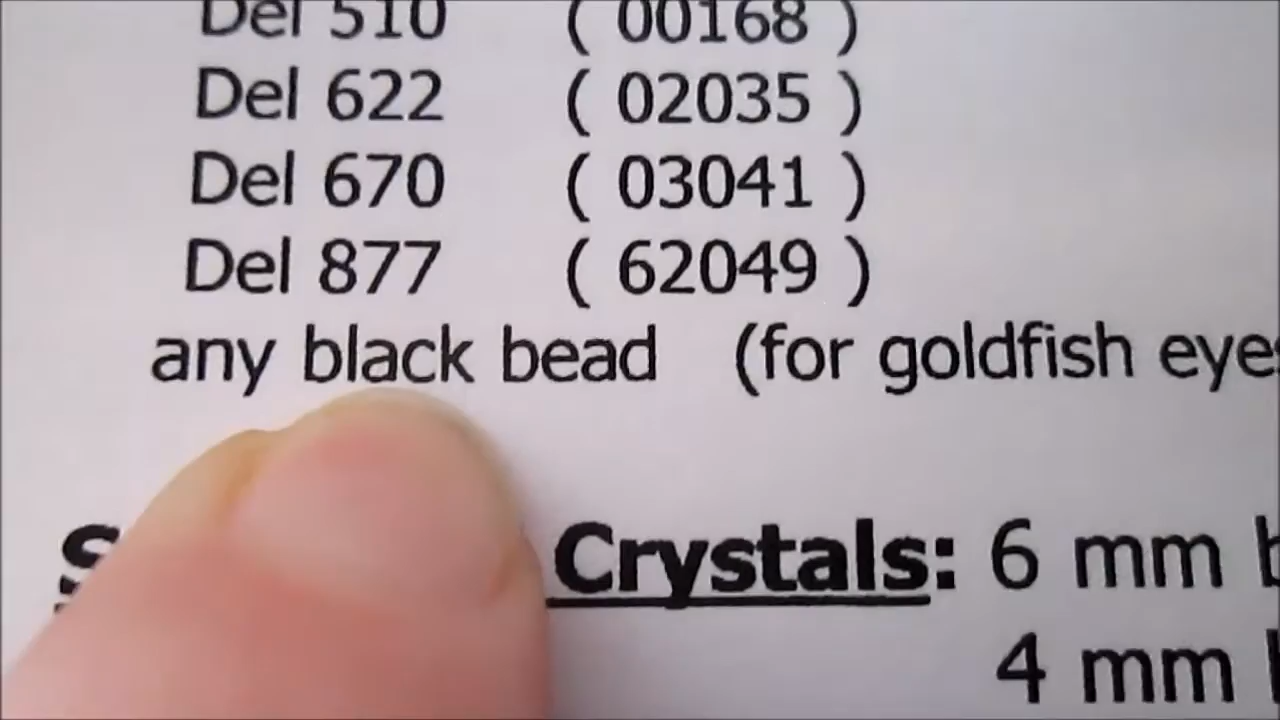 Del 510 ( 00168 )
Del 622 ( 02035 )
Del 670 ( 03041 )
Del 877 ( 62049 )
any black bead (for goldfish
Crystals: 6 mm
4 mm